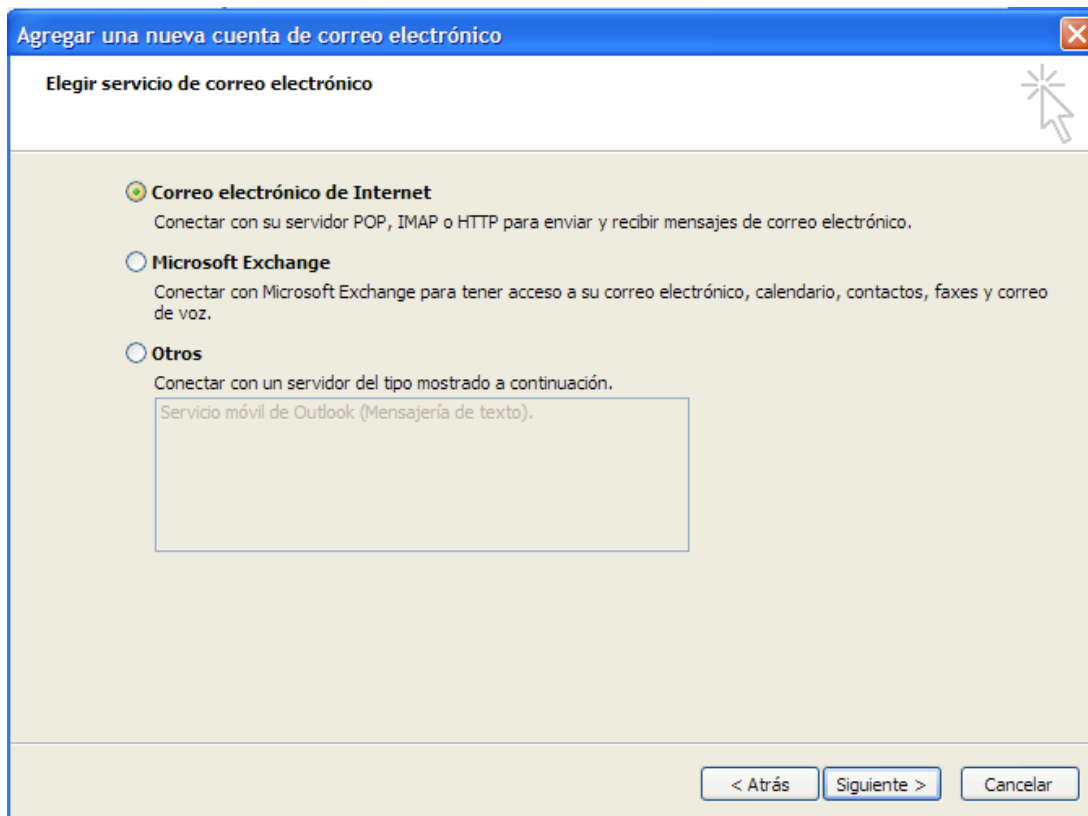 Agregar una nueva cuenta de correo electrónico
Elegir servicio de correo electrónico
Correo electrónico de Internet
Conectar con su servidor POP, IMAP o HTTP para enviar y recibir mensajes de correo electrónico.
Microsoft Exchange
Conectar con Microsoft Exchange para tener acceso a su correo electrónico, calendario, contactos, faxes y correo
de voz.
Otros
Conectar con un servidor del tipo mostrado a continuación.
Servicio móvil de Outlook (Mensajería de texto).
< Atrás
Siguiente >
Cancelar